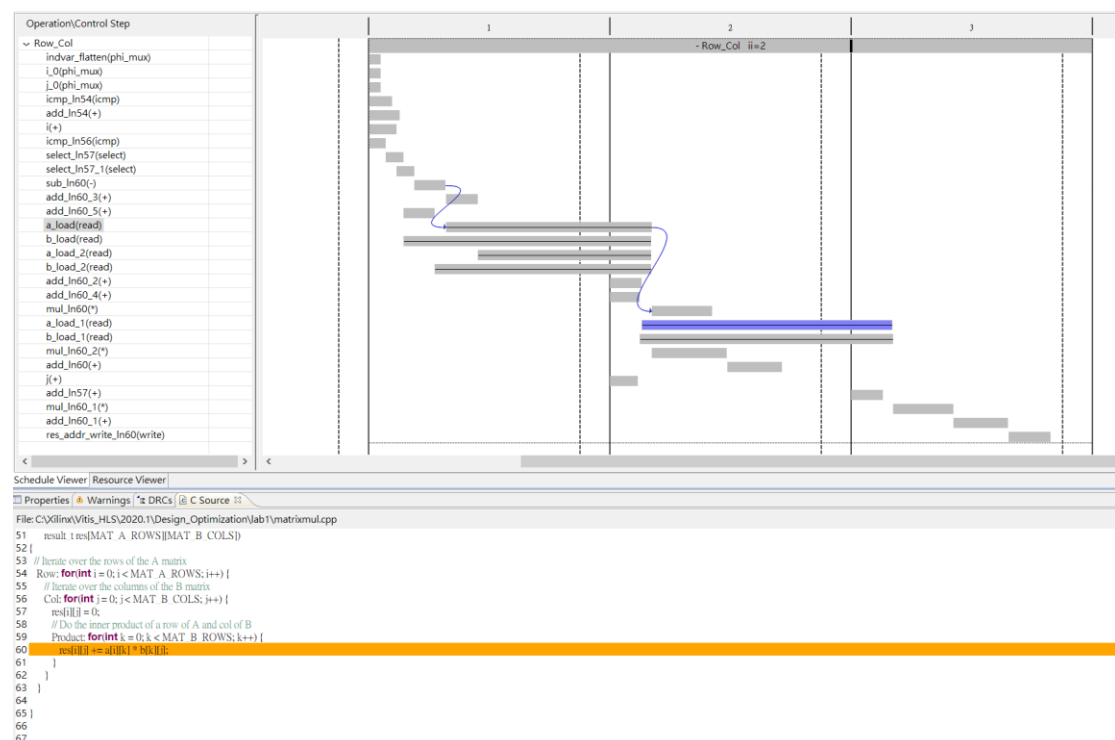 Operation\Control Step
1 2 3
Row_Col
- Row_Col ii=2
indvar_flatten(phi_mux)
i_0(phi_mux)
j_0(phi_mux)
icmp_ln54(icmp)
add_ln54(+)
i(+)
icmp_ln56(icmp)
select_ln57(select)
select_ln57_1(select)
sub_ln60(-)
add_ln60_3(+)
add_ln60_5(+)
a_load(read)
b_load(read)
a_load_2(read)
b_load_2(read)
add_ln60_2(+)
add_ln60_4(+)
mul_ln60(*)
a_load_1(read)
b_load_1(read)
mul_ln60_2(*)
add_ln60(+)
j(+)
add_ln57(+)
mul_ln60_1(*)
add_ln60_1(+)
res_addr_write_ln60(write)
Schedule Viewer Resource Viewer
Properties Warnings DRCs C Source
File: C:\Xilinx\Vitis_HLS\2020.1\Design_Optimization\lab1\matrixmul.cpp
51 result_t res[MAT_A_ROWS][MAT_B_COLS])
52 {
53 // Iterate over the rows of the A matrix
54 Row: for(int i = 0; i < MAT_A_ROWS; i++) {
55 // Iterate over the columns of the B matrix
56 Col: for(int j = 0; j < MAT_B_COLS; j++) {
57 res[i][j] = 0;
58 // Do the inner product of a row of A and col of B
59 Product: for(int k = 0; k < MAT_B_ROWS; k++) {
60 res[i][j] += a[i][k] * b[k][j];
61 }
62 }
63 }
64
65 }
66
67